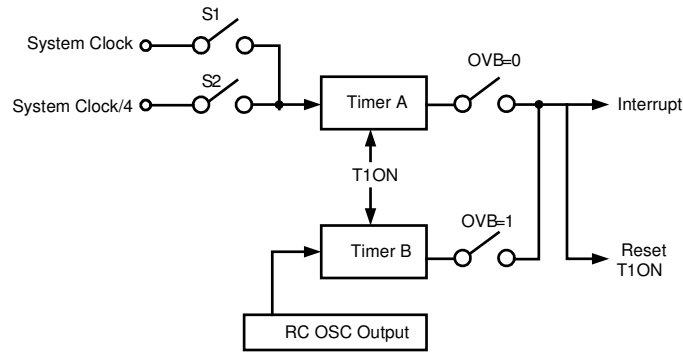 S1
System Clock
OVB=0
S2
System Clock/4
Timer A
Interrupt
T1ON
OVB=1
Timer B
Reset
T1ON
RC OSC Output